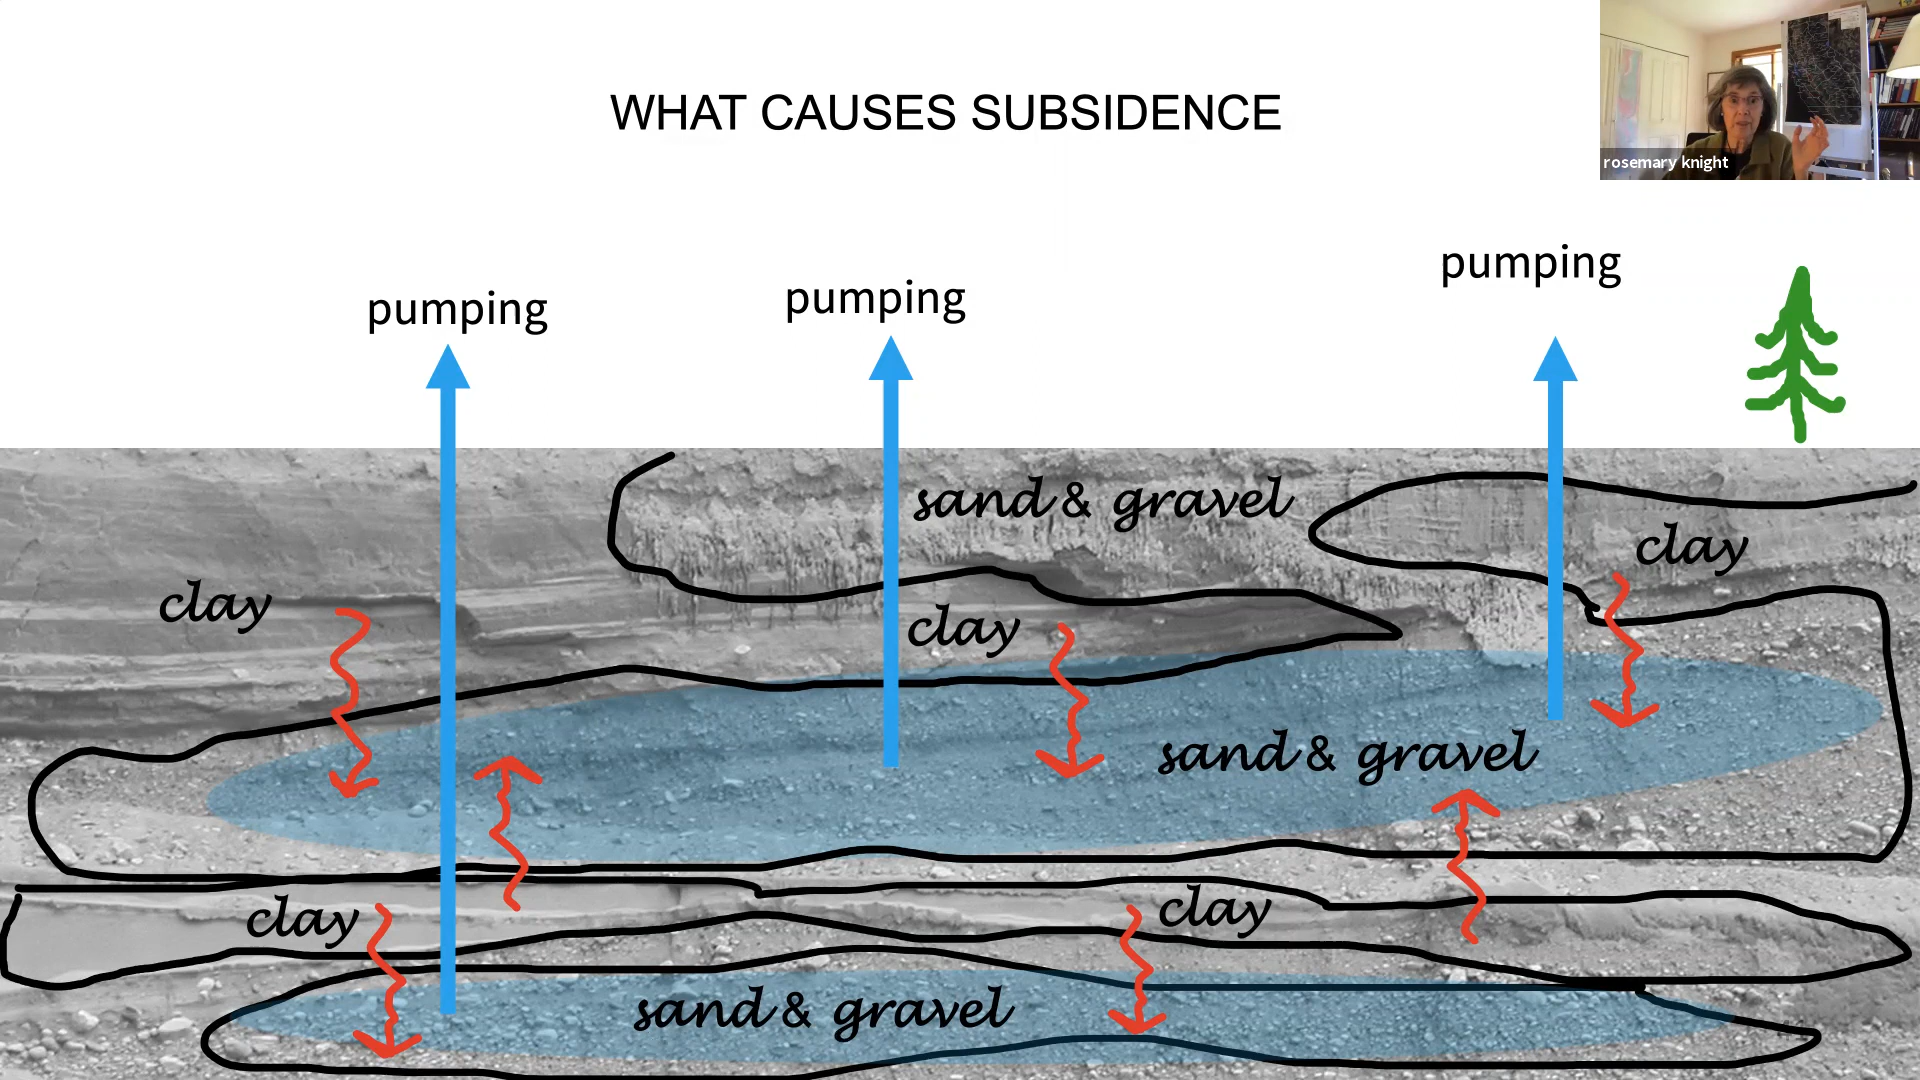 WHAT CAUSES SUBSIDENCE
rosemary knight
pumping
pumping
pumping
sand & gravel
clay
clay
clay
sand & gravel
clay
clay
sand & gravel